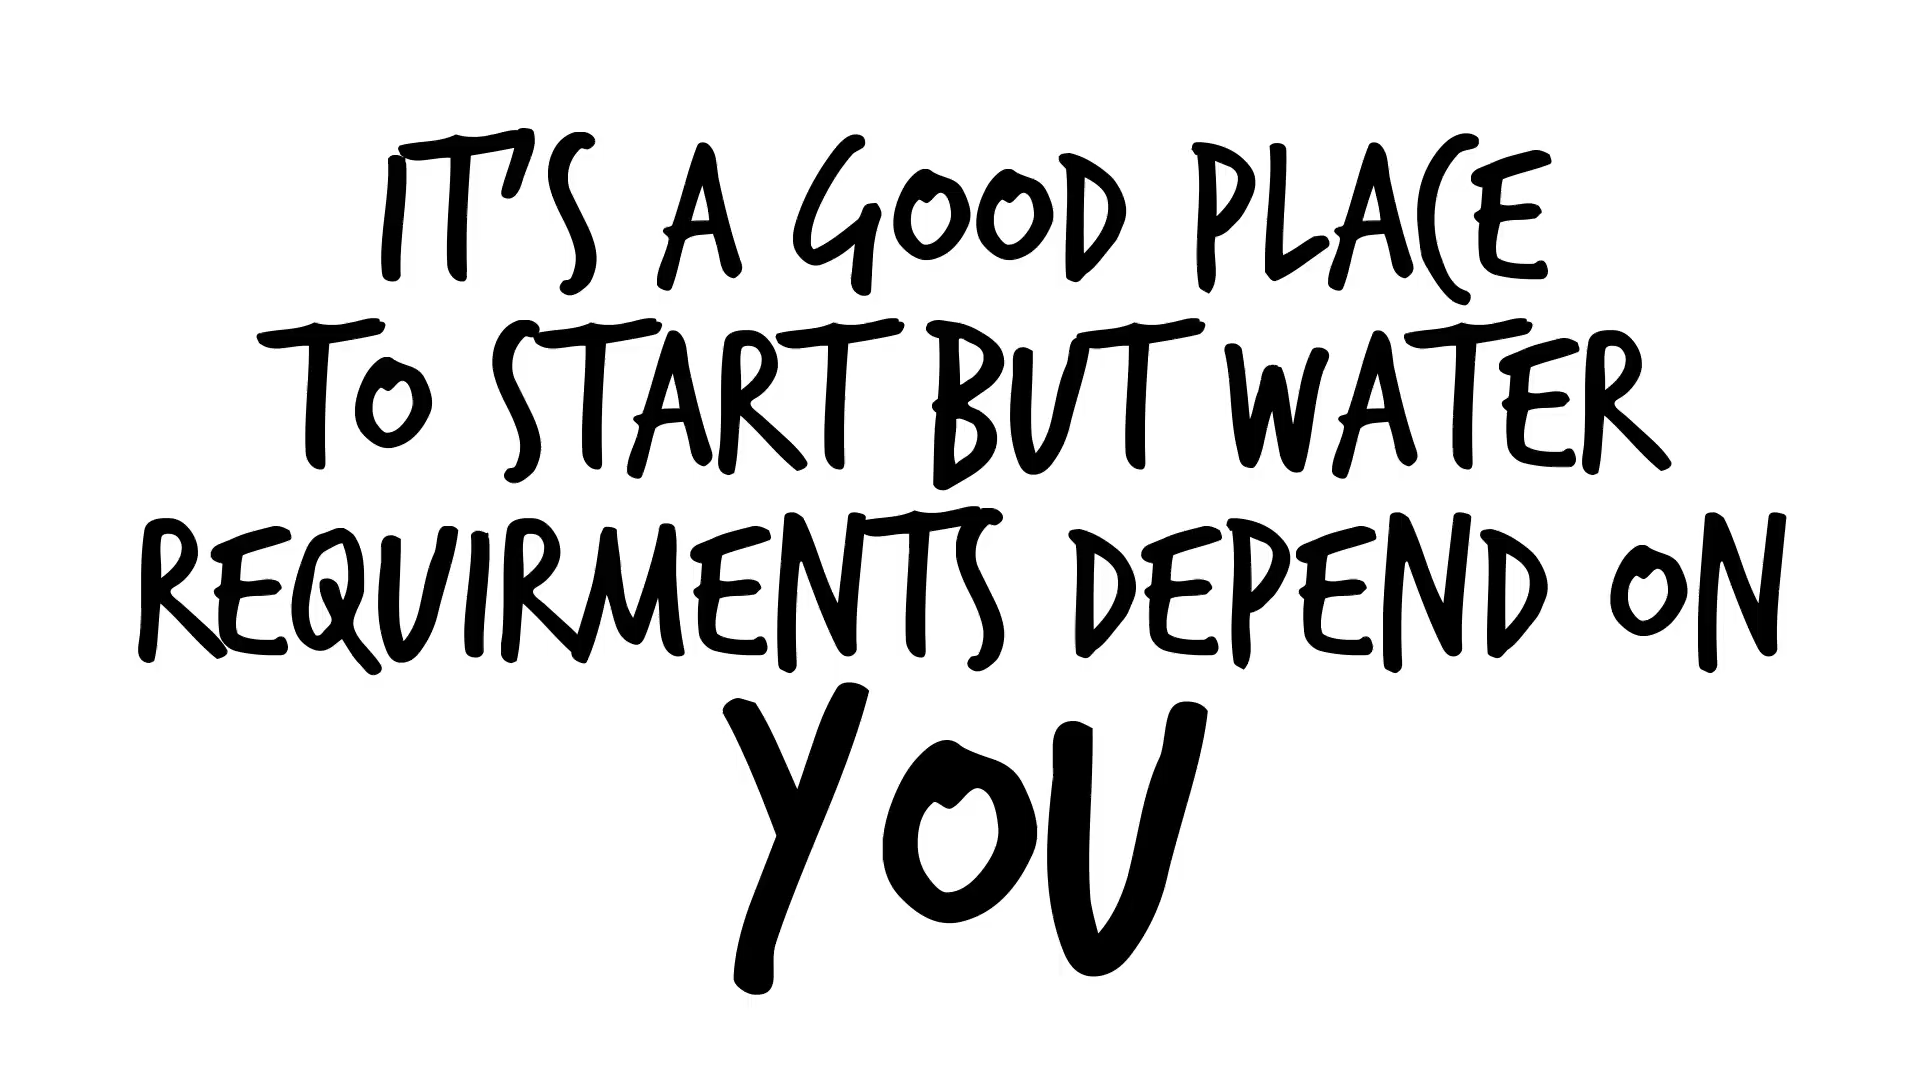 IT'S A GOOD PLACE
TO START BUT WATER
REQUIRMENTS DEPEND ON
YOU